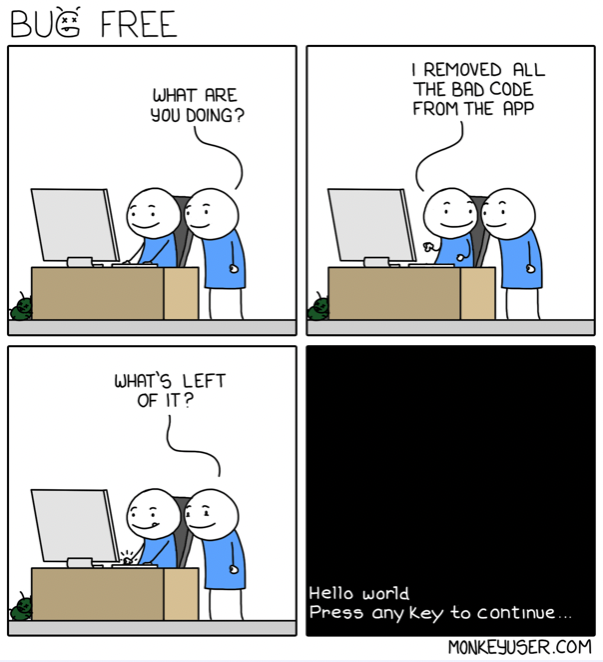 BUG FREE
WHAT ARE
YOU DOING?
I REMOVED ALL
THE BAD CODE
FROM THE APP
WHAT'S LEFT
OF IT?
Hello world
Press any key to continue...
MONKEYUSER.COM